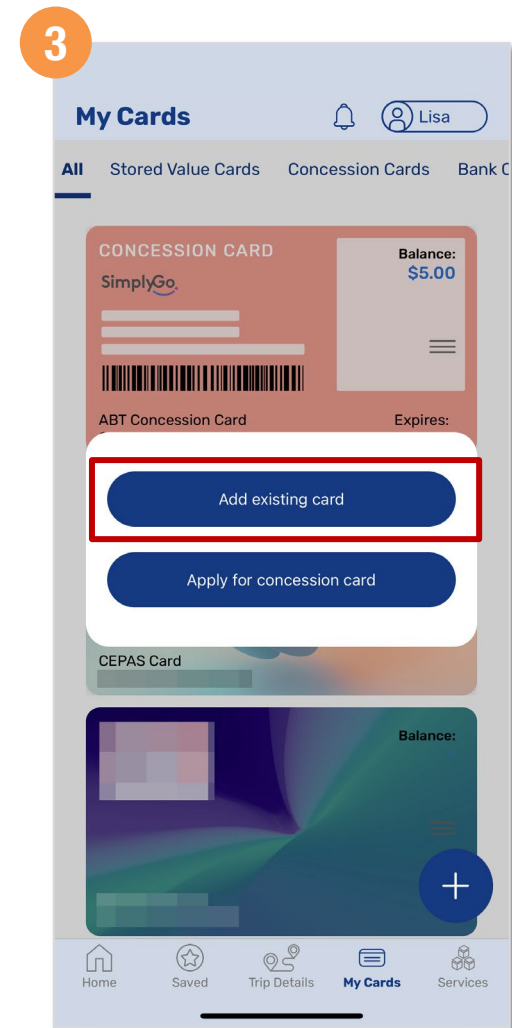 3
My Cards
Lisa
All Stored Value Cards Concession Cards Bank
CONCESSION CARD
Balance:
$5.00
SimplyGo
ABT Concession Card
Expires:
Add existing card
Apply for concession card
CEPAS Card
Balance:
Home Saved Trip Details My Cards Services